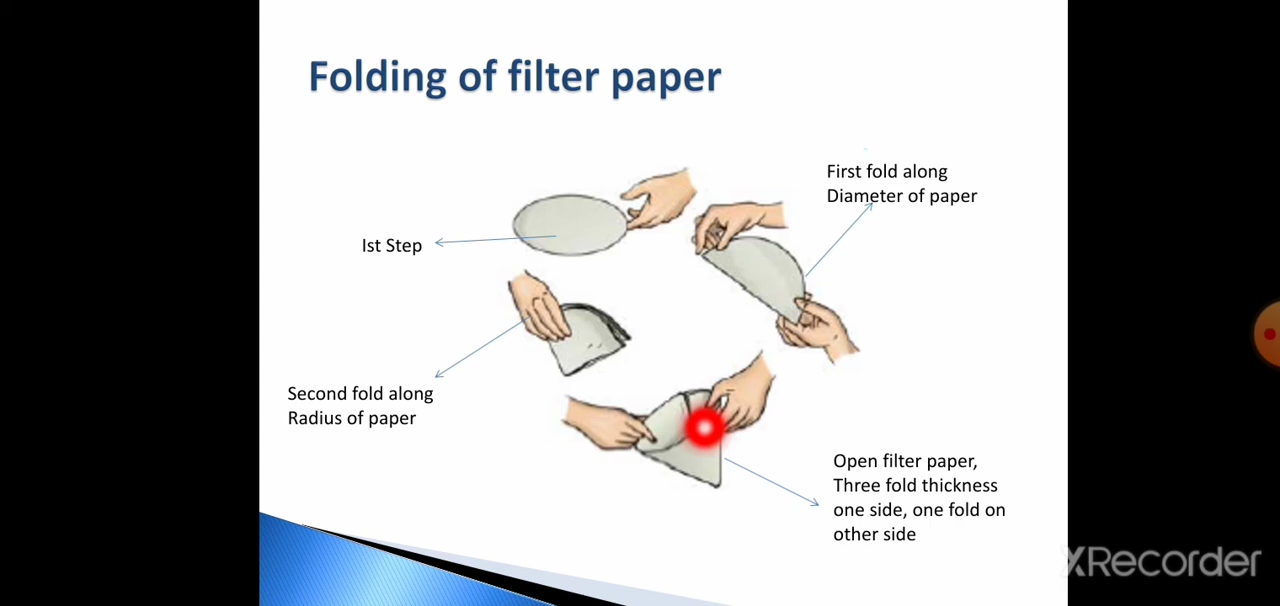 Folding of filter paper
First fold along
Diameter of paper
Ist Step
Second fold along
Radius of paper
Open filter paper,
Three fold thickness
one side, one fold on
other side
XRecorder